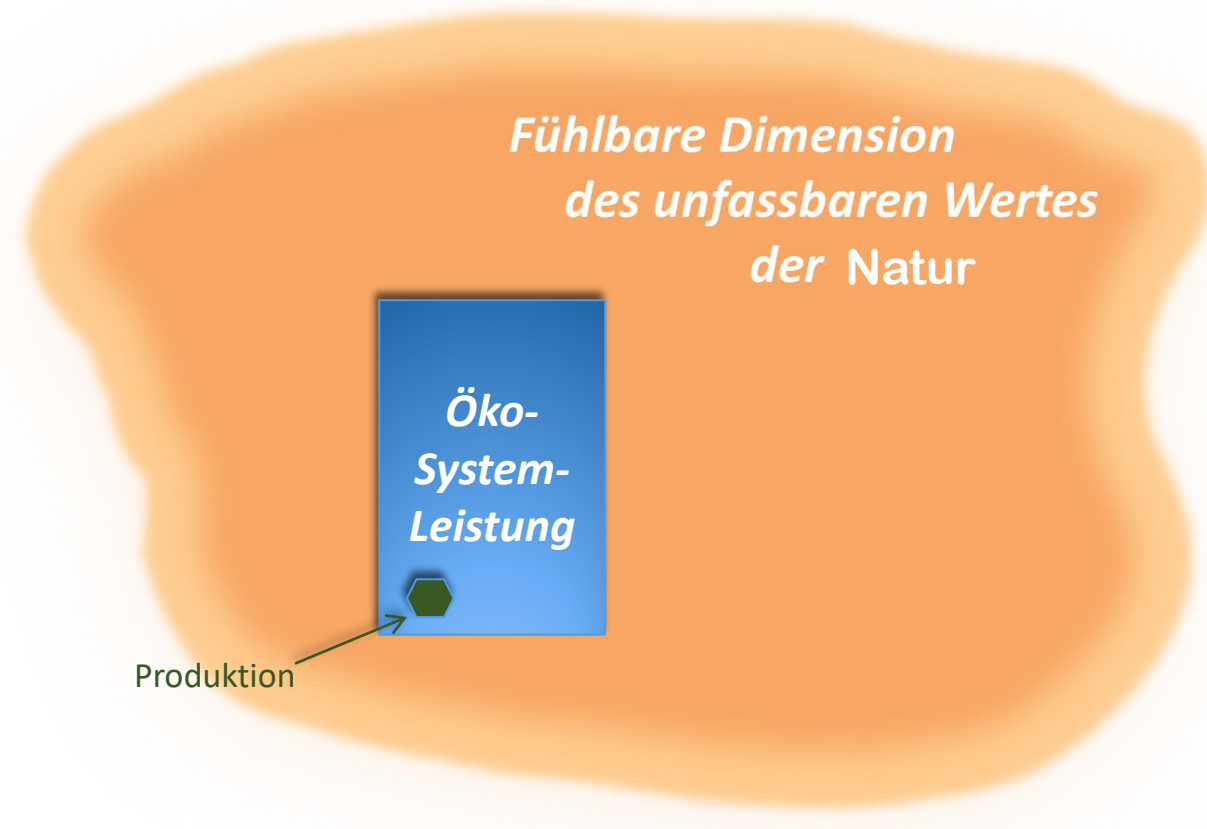 Fühlbare Dimension
des unfassbaren Wertes
der Natur
Öko-
System-
Leistung
Produktion